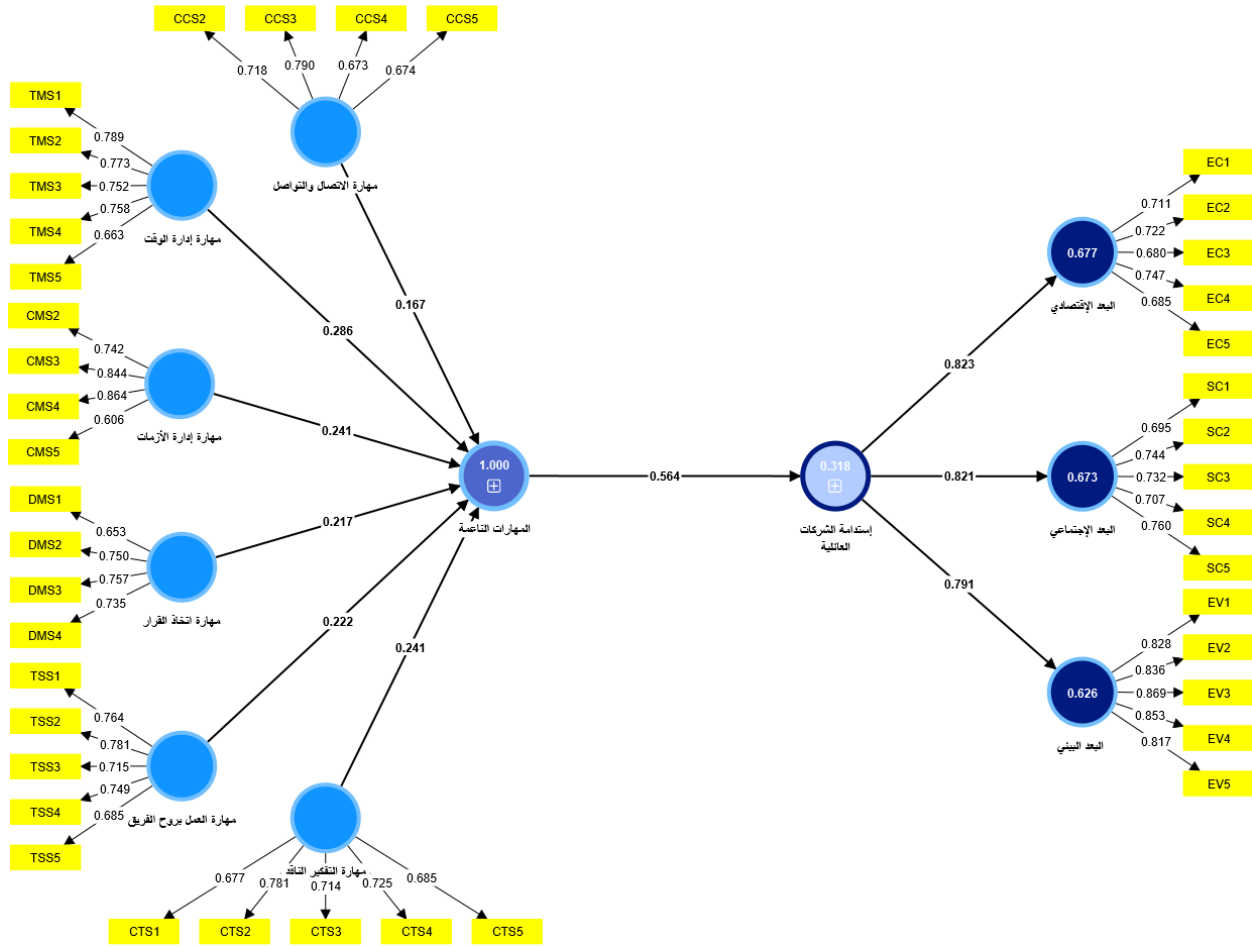 CCS2
CCS3
CCS4
CCS5
0.718
0.790
0.673
0.674
مهارة الاتصال والتواصل
TMS1
TMS2
TMS3
TMS4
TMS5
0.789
0.773
0.752
0.758
0.663
مهارة إدارة الوقت
CMS2
CMS3
CMS4
CMS5
0.742
0.844
0.864
0.606
مهارة إدارة الأزمات
DMS1
DMS2
DMS3
DMS4
0.653
0.750
0.757
0.735
مهارة اتخاذ القرار
TSS1
TSS2
TSS3
TSS4
TSS5
0.764
0.781
0.715
0.749
0.685
مهارة العمل بروح الفريق
مهارة التفكير الناقد
0.677
0.781
0.714
0.725
0.685
CTS1
CTS2
CTS3
CTS4
CTS5
0.167
0.286
0.241
0.217
0.222
0.241
1.000
المهارات الناعمة
0.564
0.318
إستدامة الشركات
العائلية
0.823
0.821
0.791
0.677
البعد الإقتصادي
0.711
0.722
0.680
0.747
0.685
EC1
EC2
EC3
EC4
EC5
0.673
البعد الإجتماعي
0.695
0.744
0.732
0.707
0.760
SC1
SC2
SC3
SC4
SC5
0.626
البعد البيئي
0.828
0.836
0.869
0.853
0.817
EV1
EV2
EV3
EV4
EV5